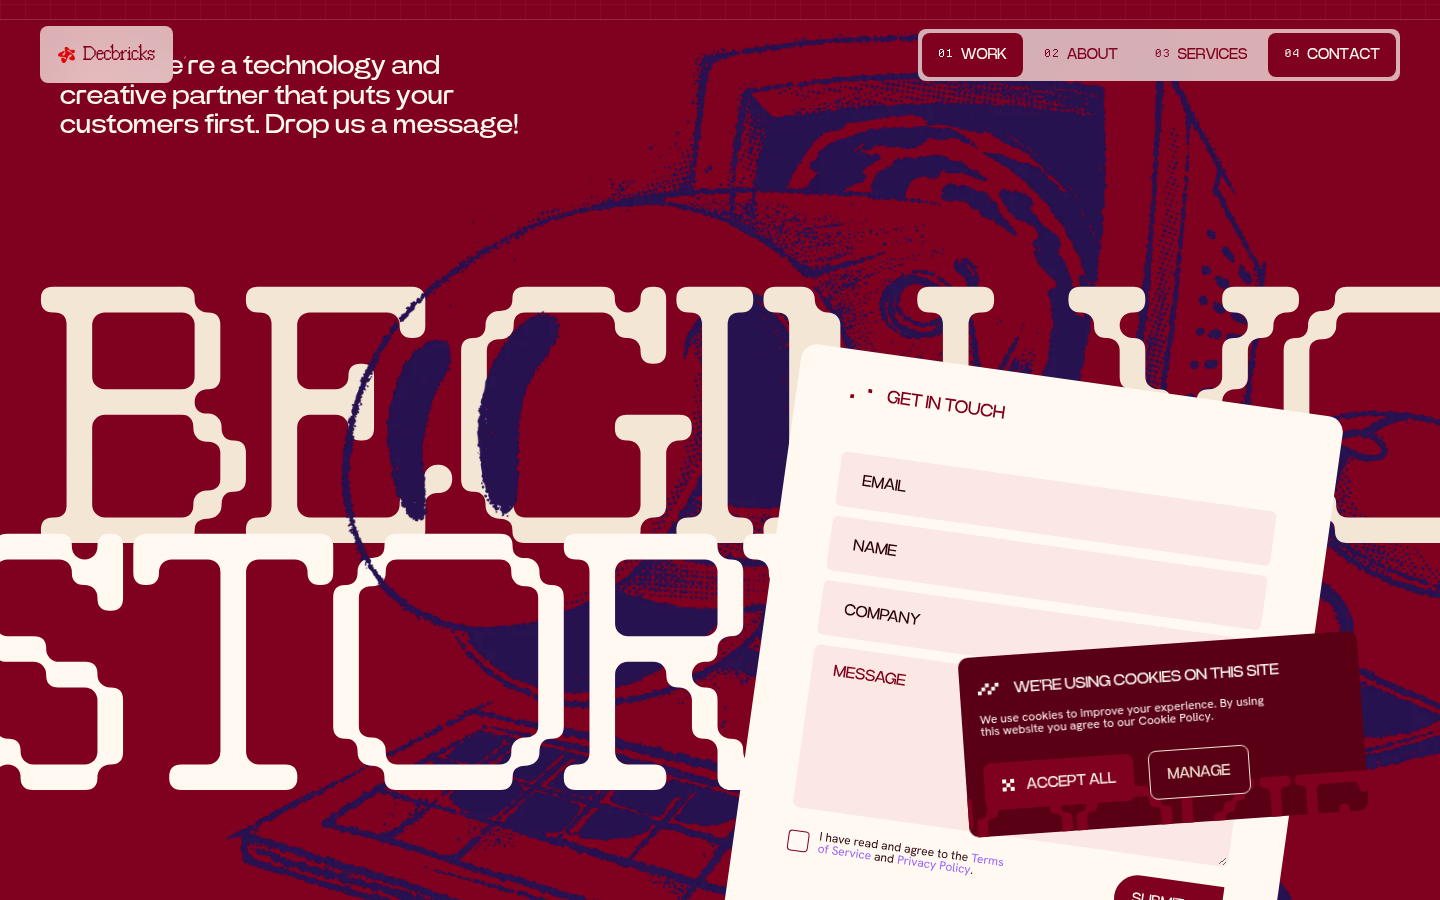 Decbricks
01 WORK
02 ABOUT
03 SERVICES
04 CONTACT
e're a technology and
creative partner that puts your
customers first. Drop us a message!
BEGIN YO
STOR
GET IN TOUCH
EMAIL
NAME
COMPANY
MESSAGE
I have read and agree to the Terms
of Service and Privacy Policy.
WE'RE USING COOKIES ON THIS SITE
We use cookies to improve your experience. By using
this website you agree to our Cookie Policy.
ACCEPT ALL
MANAGE